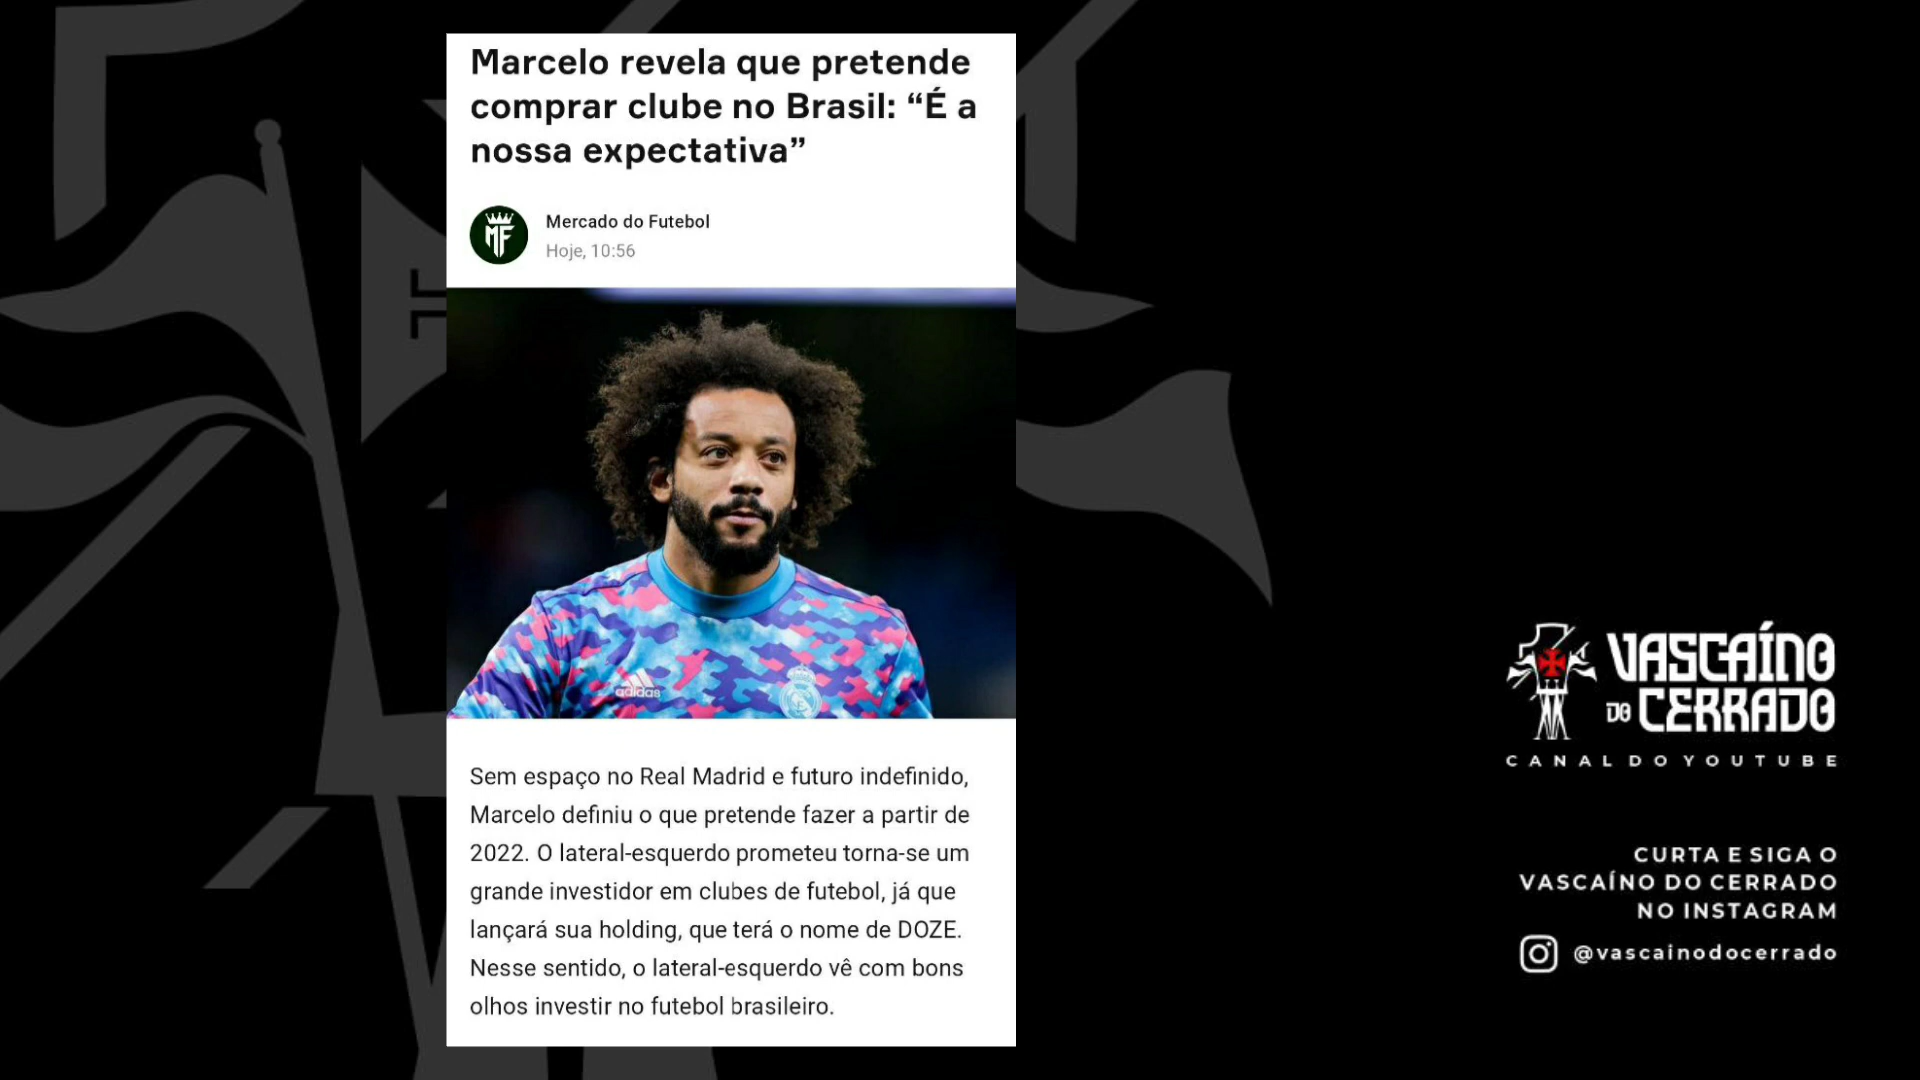 Marcelo revela que pretende
comprar clube no Brasil: “É a
nossa expectativa”
MF
Mercado do Futebol
Hoje, 10:56
adidas
Sem espaço no Real Madrid e futuro indefinido,
Marcelo definiu o que pretende fazer a partir de
2022. O lateral-esquerdo prometeu torna-se um
grande investidor em clubes de futebol, já que
lançará sua holding, que terá o nome de DOZE.
Nesse sentido, o lateral-esquerdo vê com bons
olhos investir no futebol brasileiro.
VASCAÍNO
DO CERRADO
CANAL DO YOUTUBE
CURTA E SIGA O
VASCAÍNO DO CERRADO
NO INSTAGRAM
@vascainodocerrado